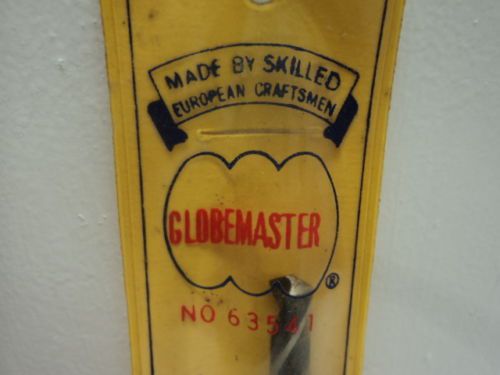 MADE BY SKILLED
EUROPEAN CRAFTSMEN
GLOBEMASTER
®
NO 63541